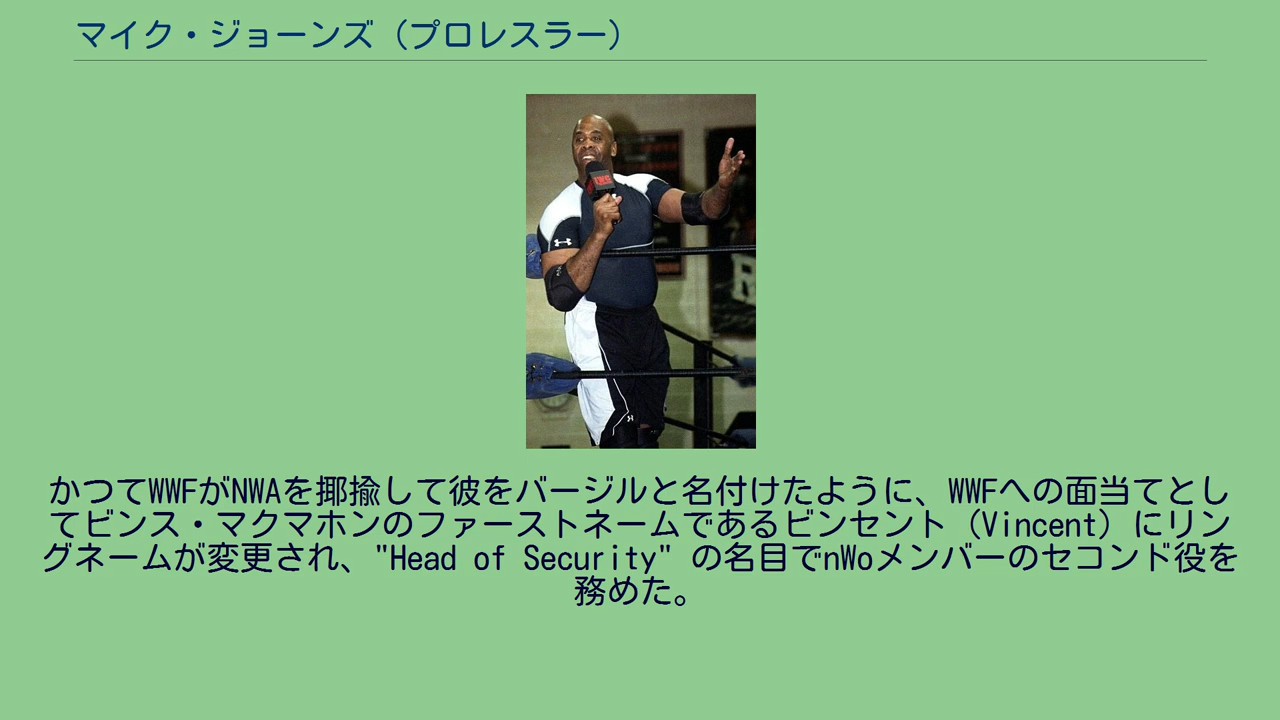 マイク・ジョーンズ（プロレスラー）
かつてWWFがNWAを揶揄して彼をバージルと名付けたように、WWFへの面当てとし
てビンス・マクマホンのファーストネームであるビンセント（Vincent）にリン
グネームが変更され、"Head of Security" の名目でnWoメンバーのセコンド役を
務めた。